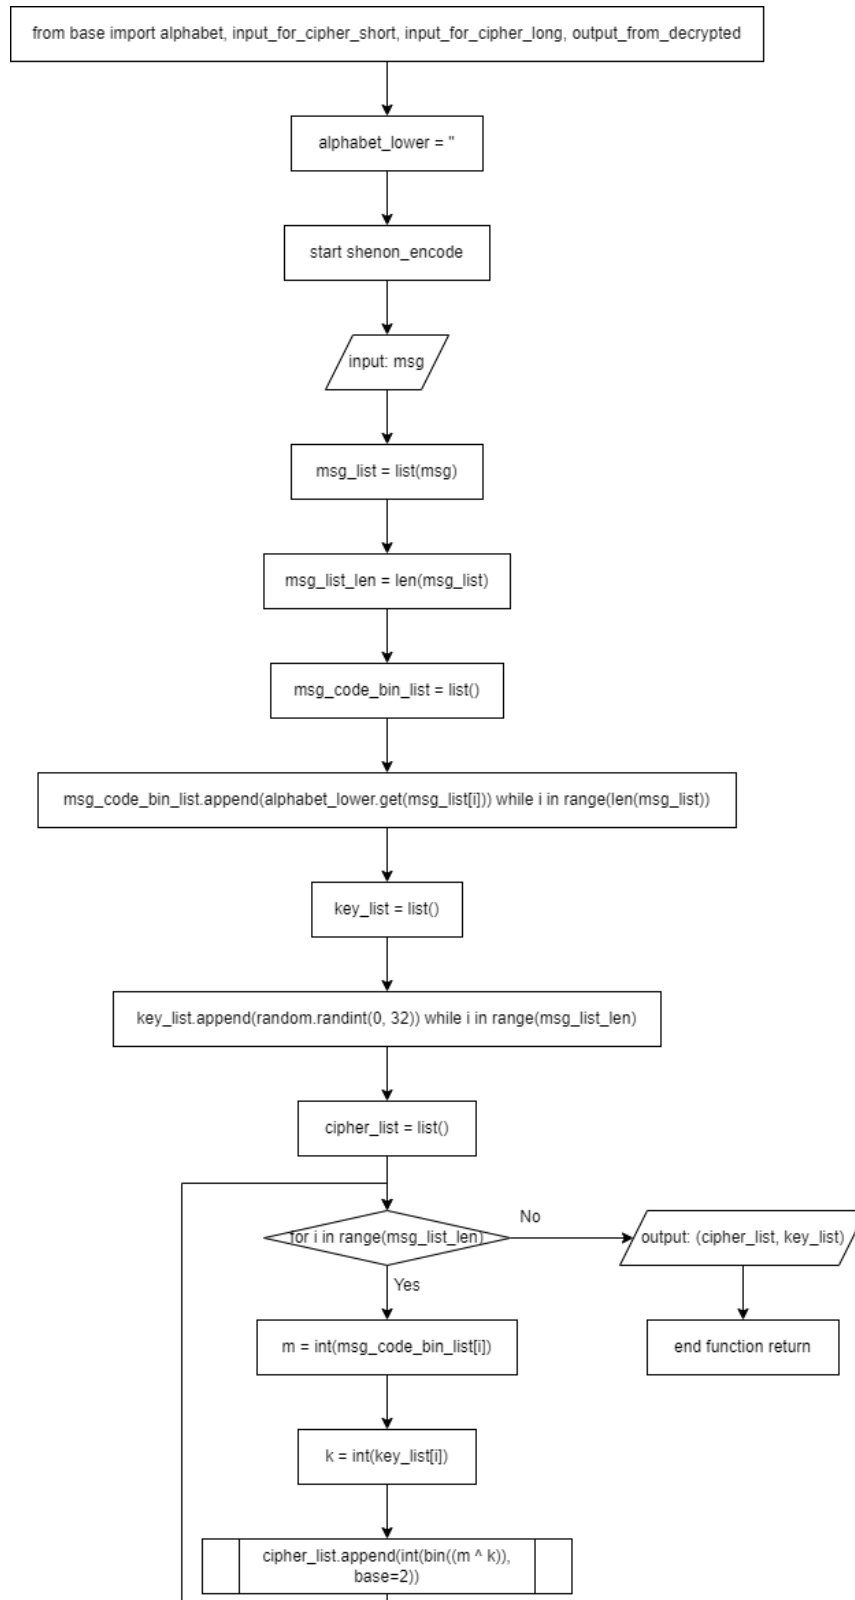 from base import alphabet, input_for_cipher_short, input_for_cipher_long, output_from_decrypted
alphabet_lower = "
start shenon_encode
input: msg
msg_list = list(msg)
msg_list_len = len(msg_list)
msg_code_bin_list = list()
msg_code_bin_list.append(alphabet_lower.get(msg_list[i])) while i in range(len(msg_list))
key_list = list()
key_list.append(random.randint(0, 32)) while i in range(msg_list_len)
cipher_list = list()
for i in range(msg_list_len)
No
output: (cipher_list, key_list)
Yes
m = int(msg_code_bin_list[i])
end function return
k = int(key_list[i])
cipher_list.append(int(bin((m ^ k)),
base=2))